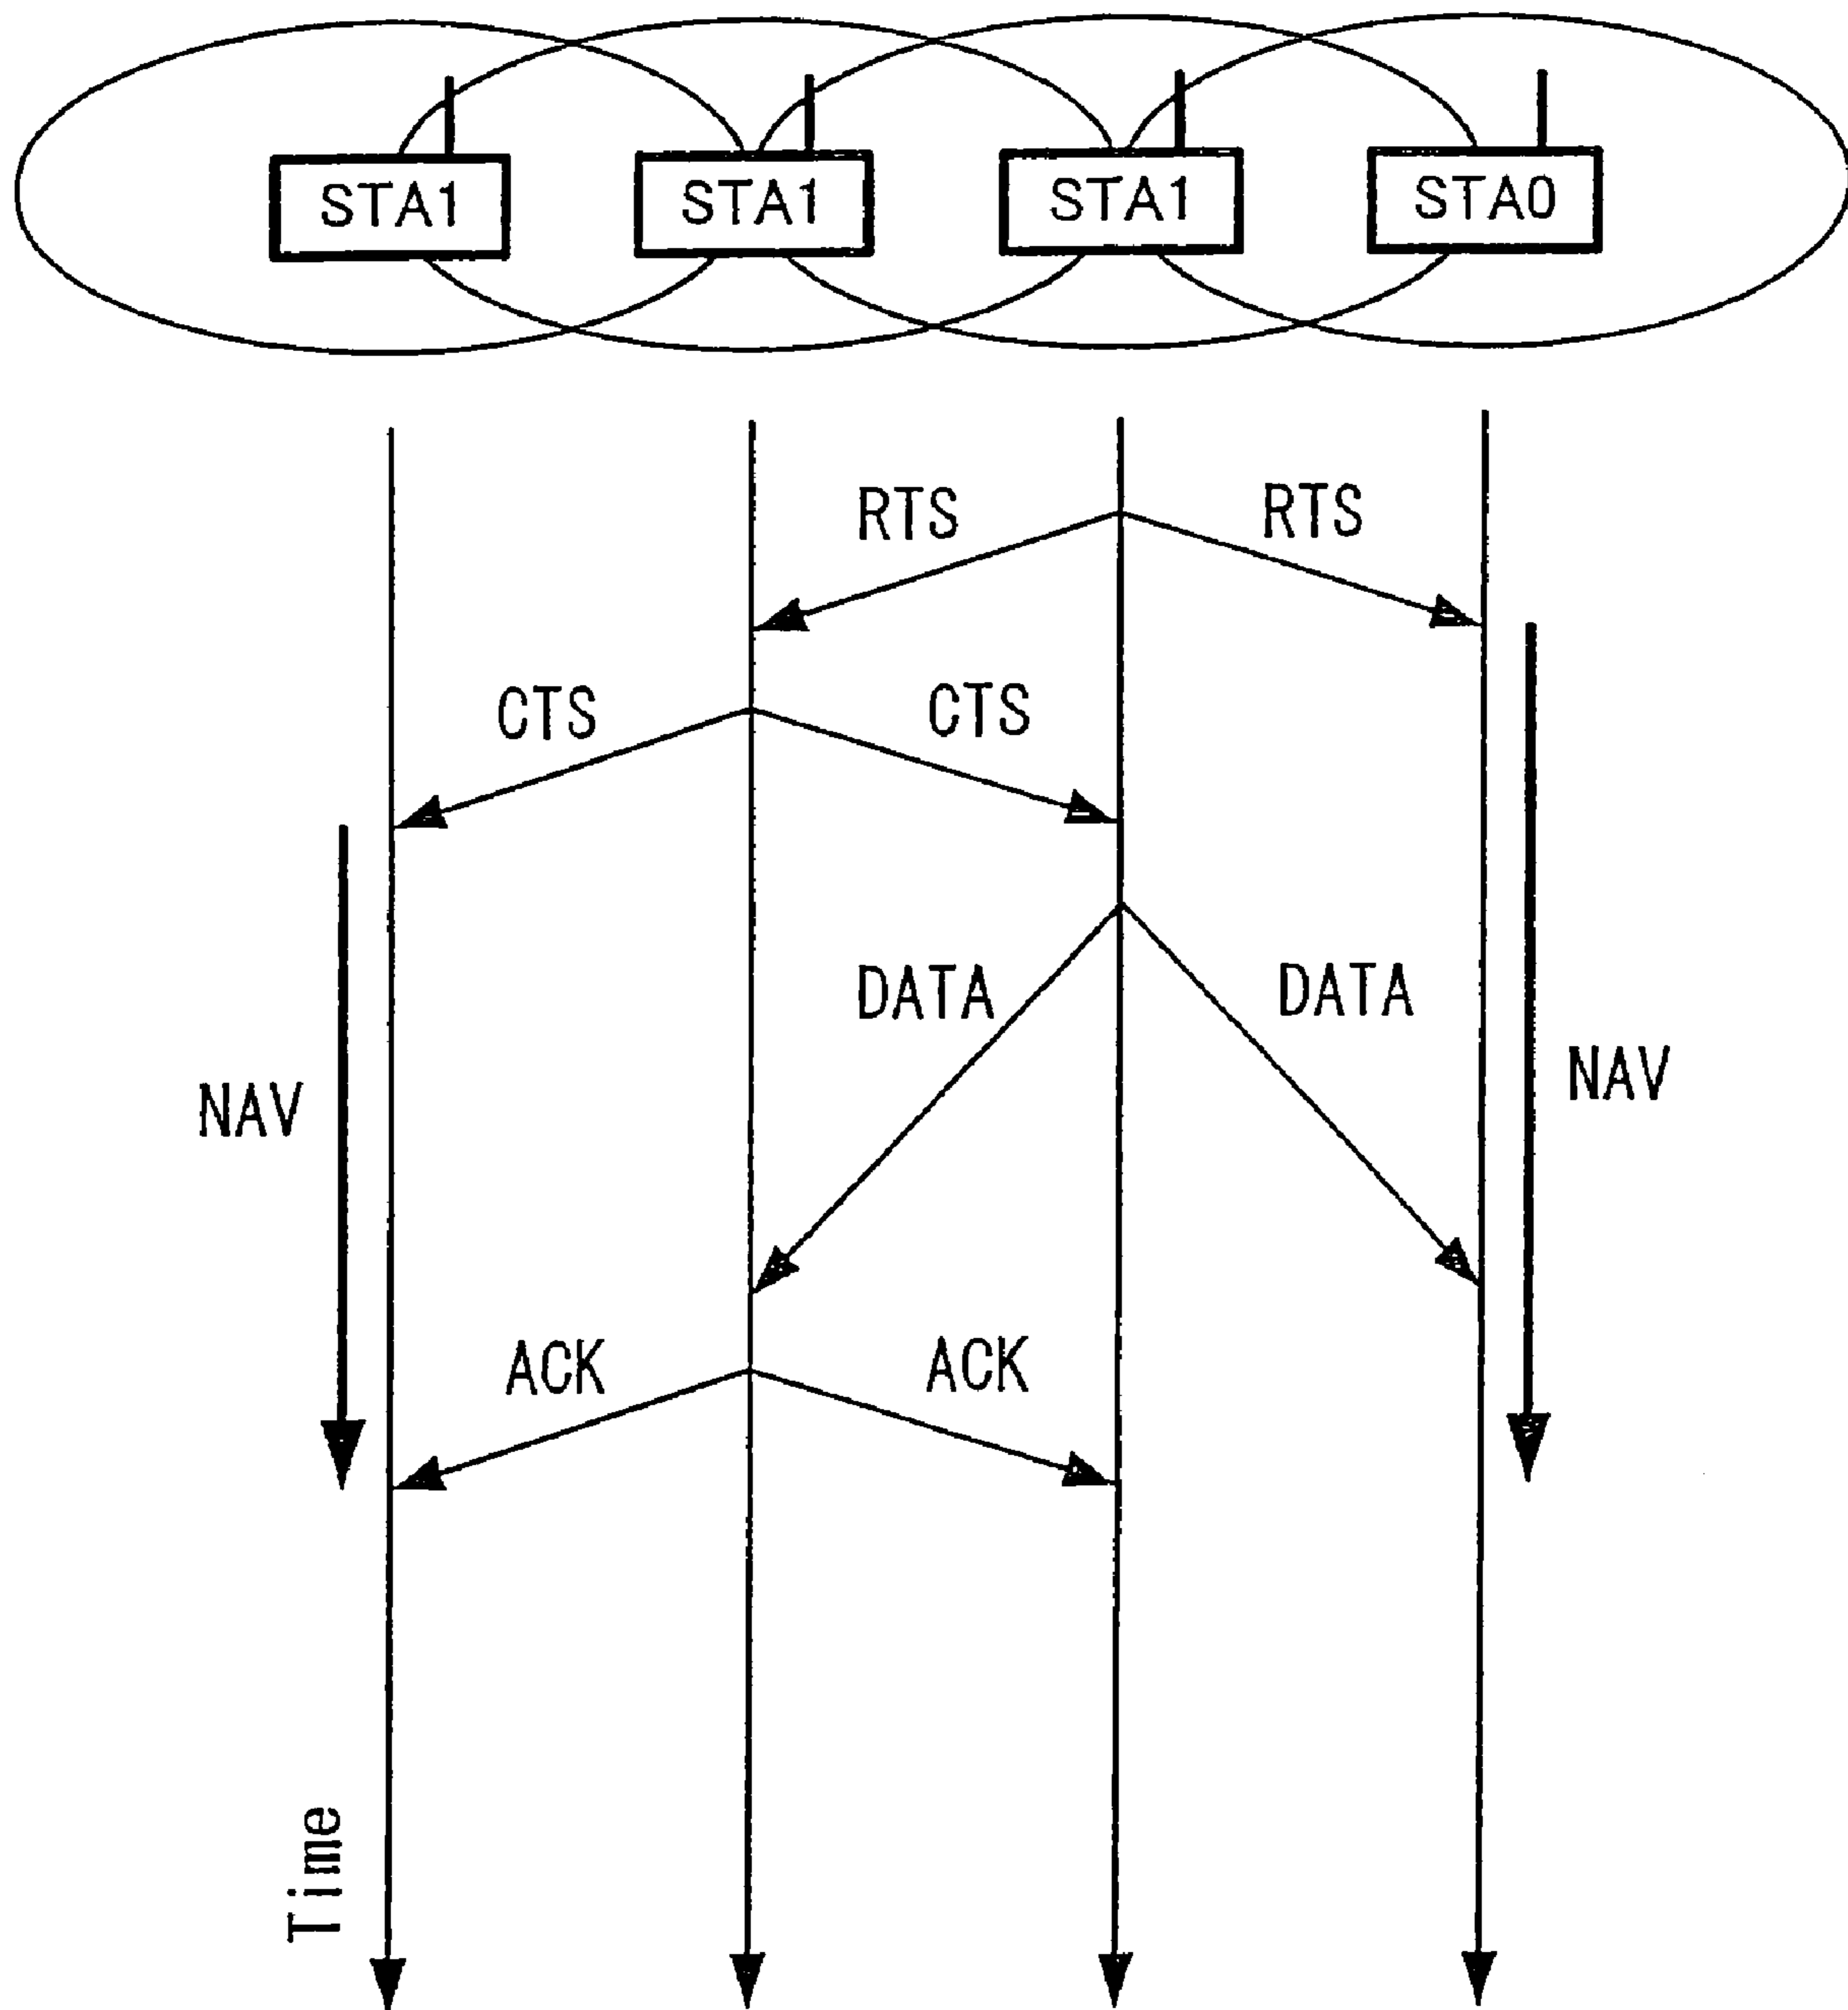 STA1 STA1 STA1 STA0
RTS RTS
CTS CTS
DATA DATA
NAV NAV
ACK ACK
Time